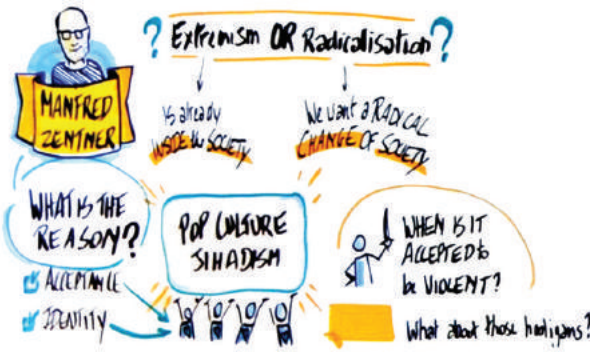 ? Extremism OR Radicalisation ?
MANFRED
ZENTNER
is already
INSIDE the SOCIETY
We want a RADICAL
CHANGE OF SOCIETY
WHAT IS THE
REASON?
ACCEPTANCE
IDENTITY
POP CULTURE
JIHADISM
WHEN IS IT
ACCEPTED to
be VIOLENT?
What about those hooligans?